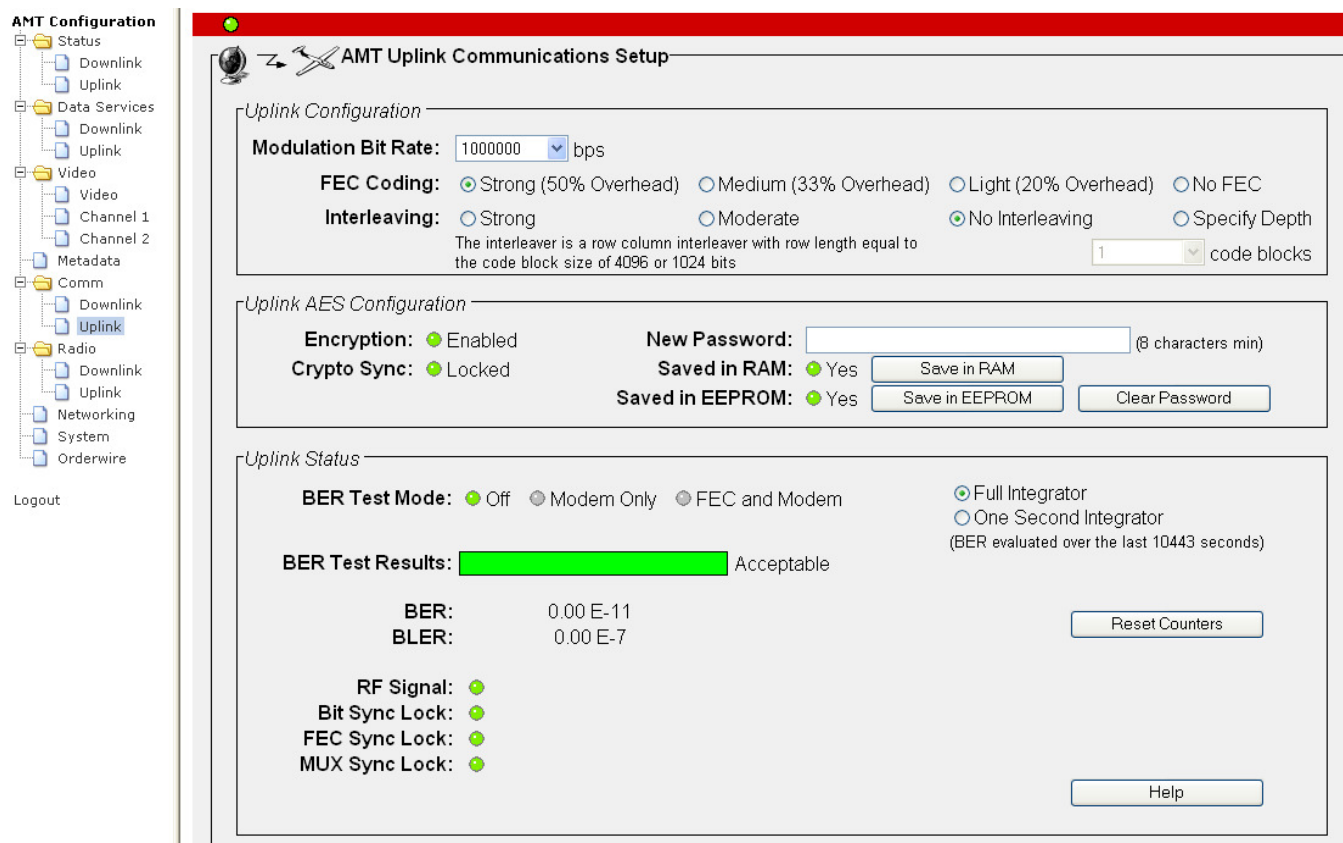 AMT Configuration
Status
Downlink
Uplink
Data Services
Downlink
Uplink
Video
Video
Channel 1
Channel 2
Metadata
Comm
Downlink
Uplink
Radio
Downlink
Uplink
Networking
System
Orderwire
Logout
AMT Uplink Communications Setup
Uplink Configuration
Modulation Bit Rate: 1000000 bps
FEC Coding: Strong (50% Overhead) Medium (33% Overhead) Light (20% Overhead) No FEC
Interleaving: Strong Moderate No Interleaving Specify Depth
The interleaver is a row column interleaver with row length equal to
the code block size of 4096 or 1024 bits
1 code blocks
Uplink AES Configuration
Encryption: Enabled New Password: (8 characters min)
Crypto Sync: Locked Saved in RAM: Yes Save in RAM
Saved in EEPROM: Yes Save in EEPROM Clear Password
Uplink Status
BER Test Mode: Off Modem Only FEC and Modem
Full Integrator
One Second Integrator
(BER evaluated over the last 10443 seconds)
BER Test Results: Acceptable
BER: 0.00 E-11
BLER: 0.00 E-7
Reset Counters
RF Signal:
Bit Sync Lock:
FEC Sync Lock:
MUX Sync Lock:
Help